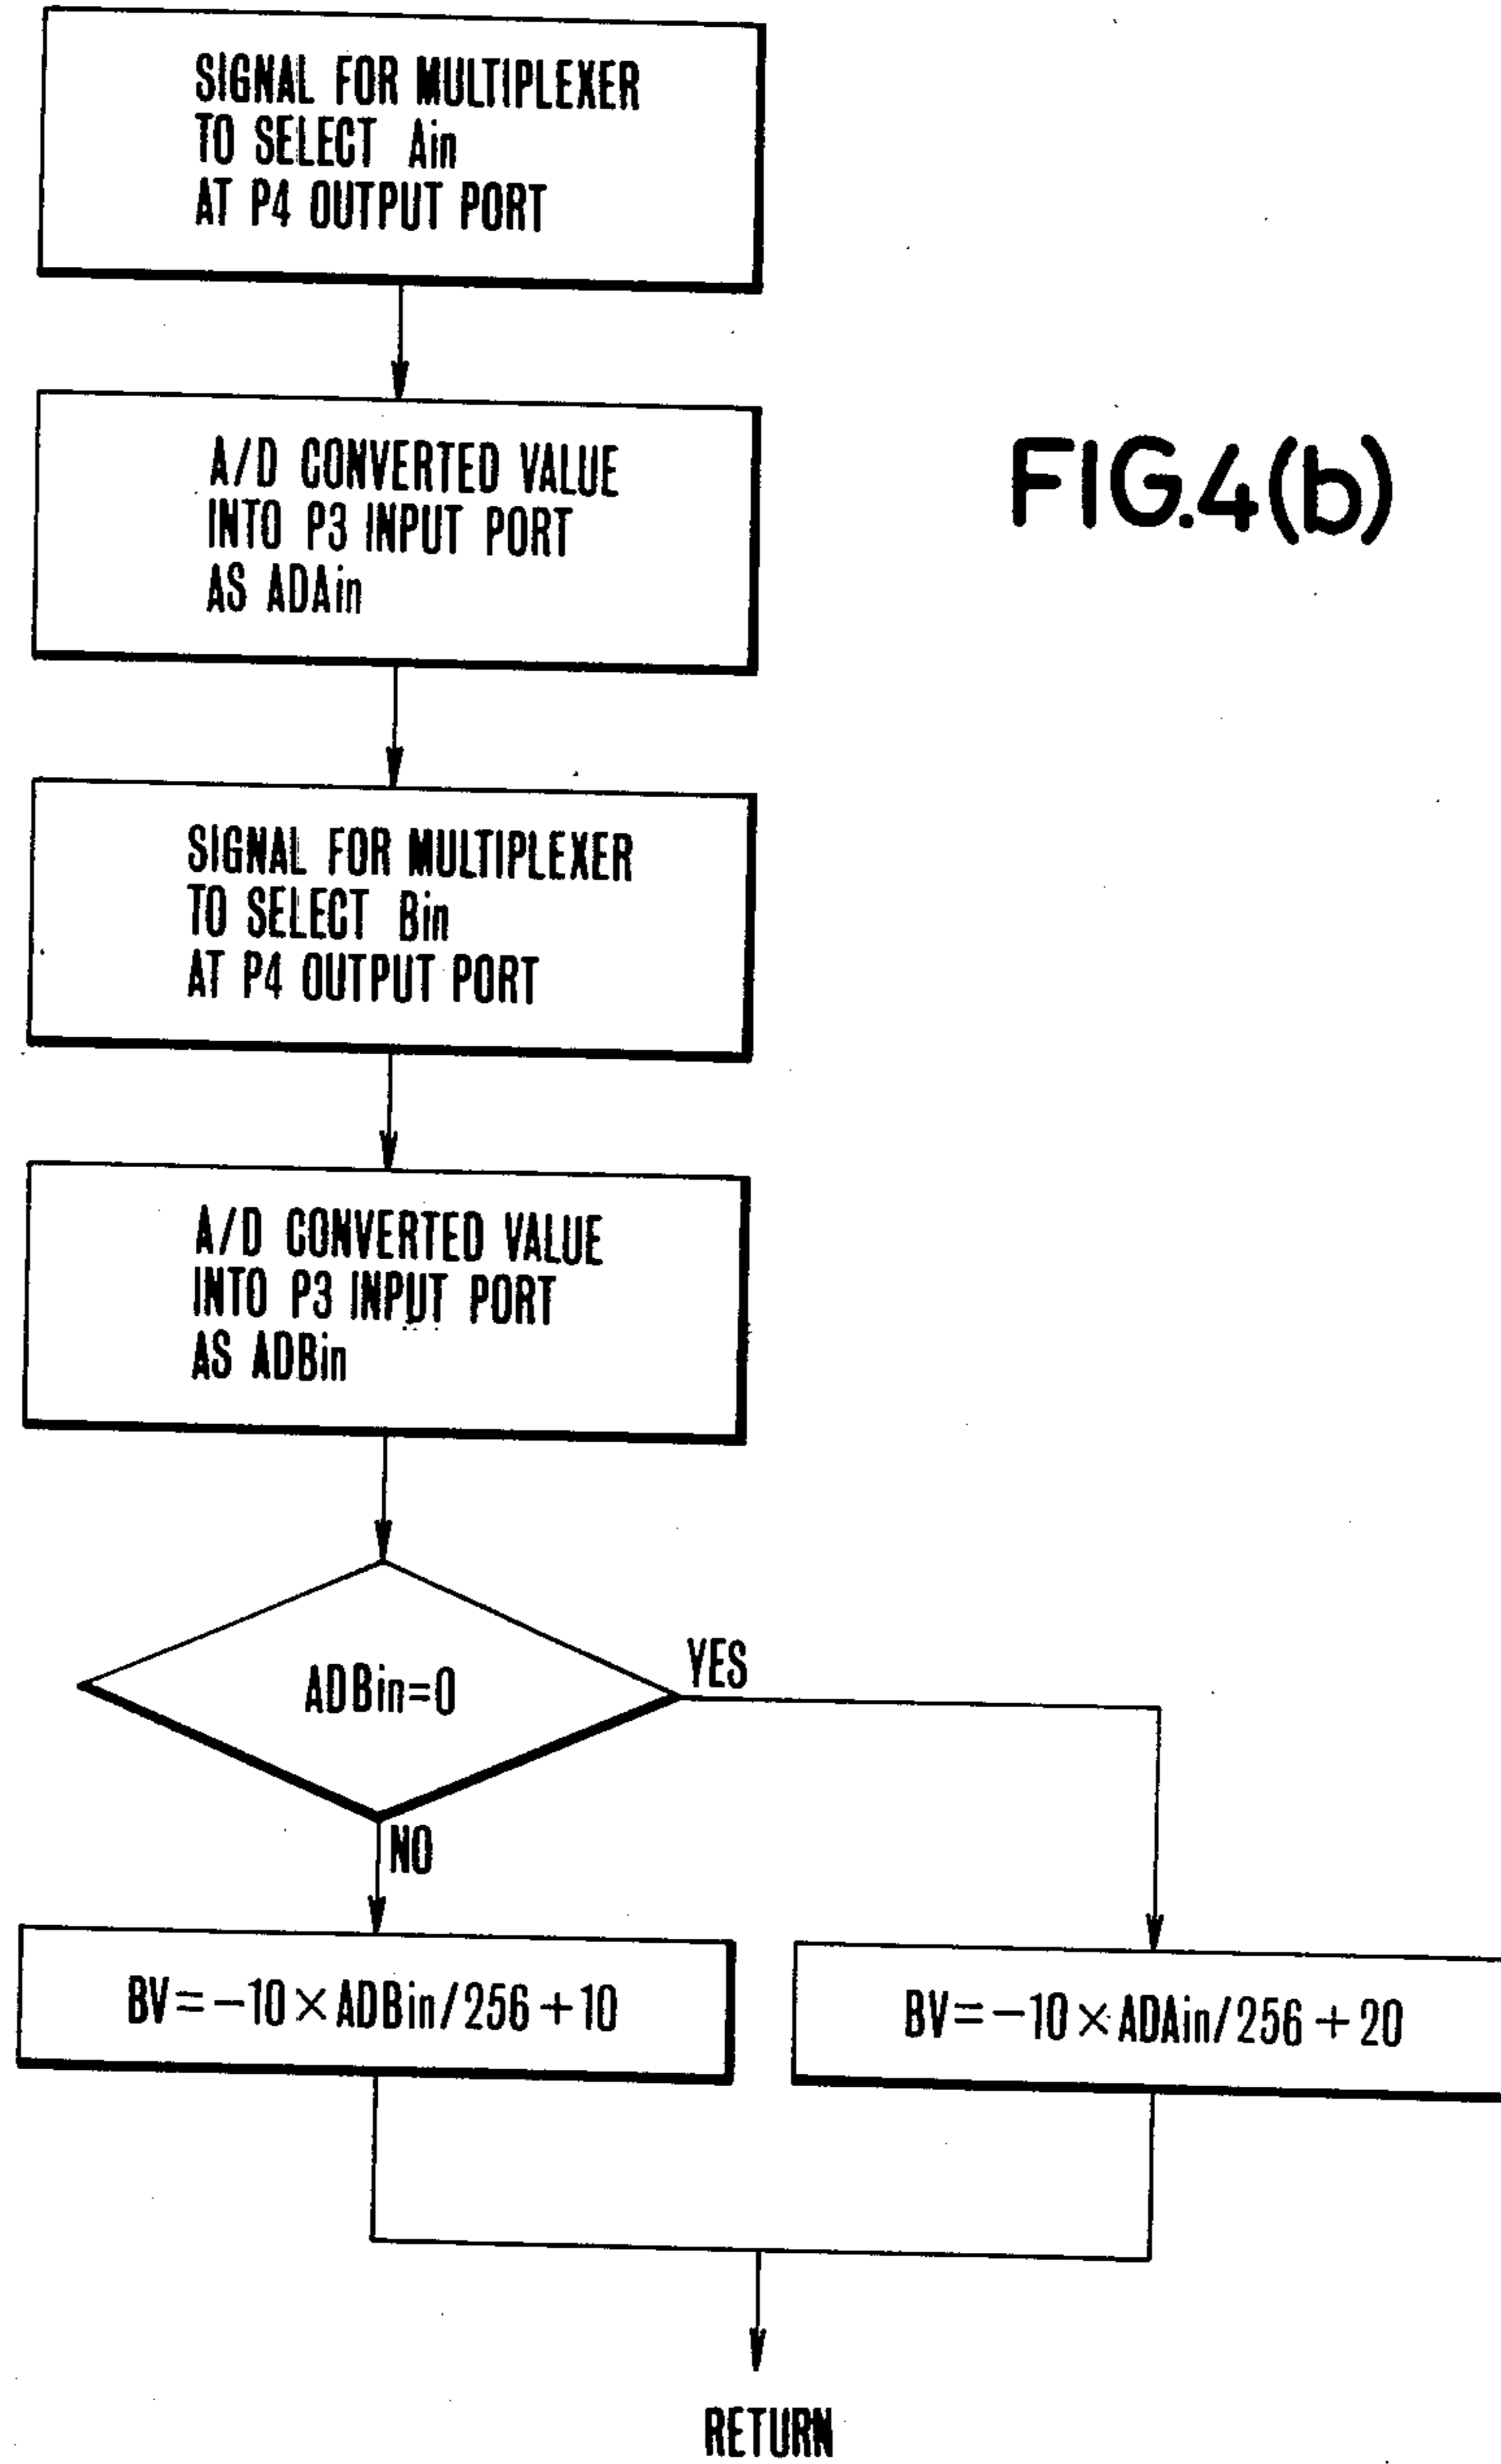 SIGNAL FOR MULTIPLEXER
TO SELECT Ain
AT P4 OUTPUT PORT
A/D CONVERTED VALUE
INTO P3 INPUT PORT
AS ADAin
FIG.4(b)
SIGNAL FOR MULTIPLEXER
TO SELECT Bin
AT P4 OUTPUT PORT
A/D CONVERTED VALUE
INTO P3 INPUT PORT
AS ADBin
ADBin=0
YES
NO
BV=-10×ADBin/256+10
BV=-10×ADAin/256+20
RETURN